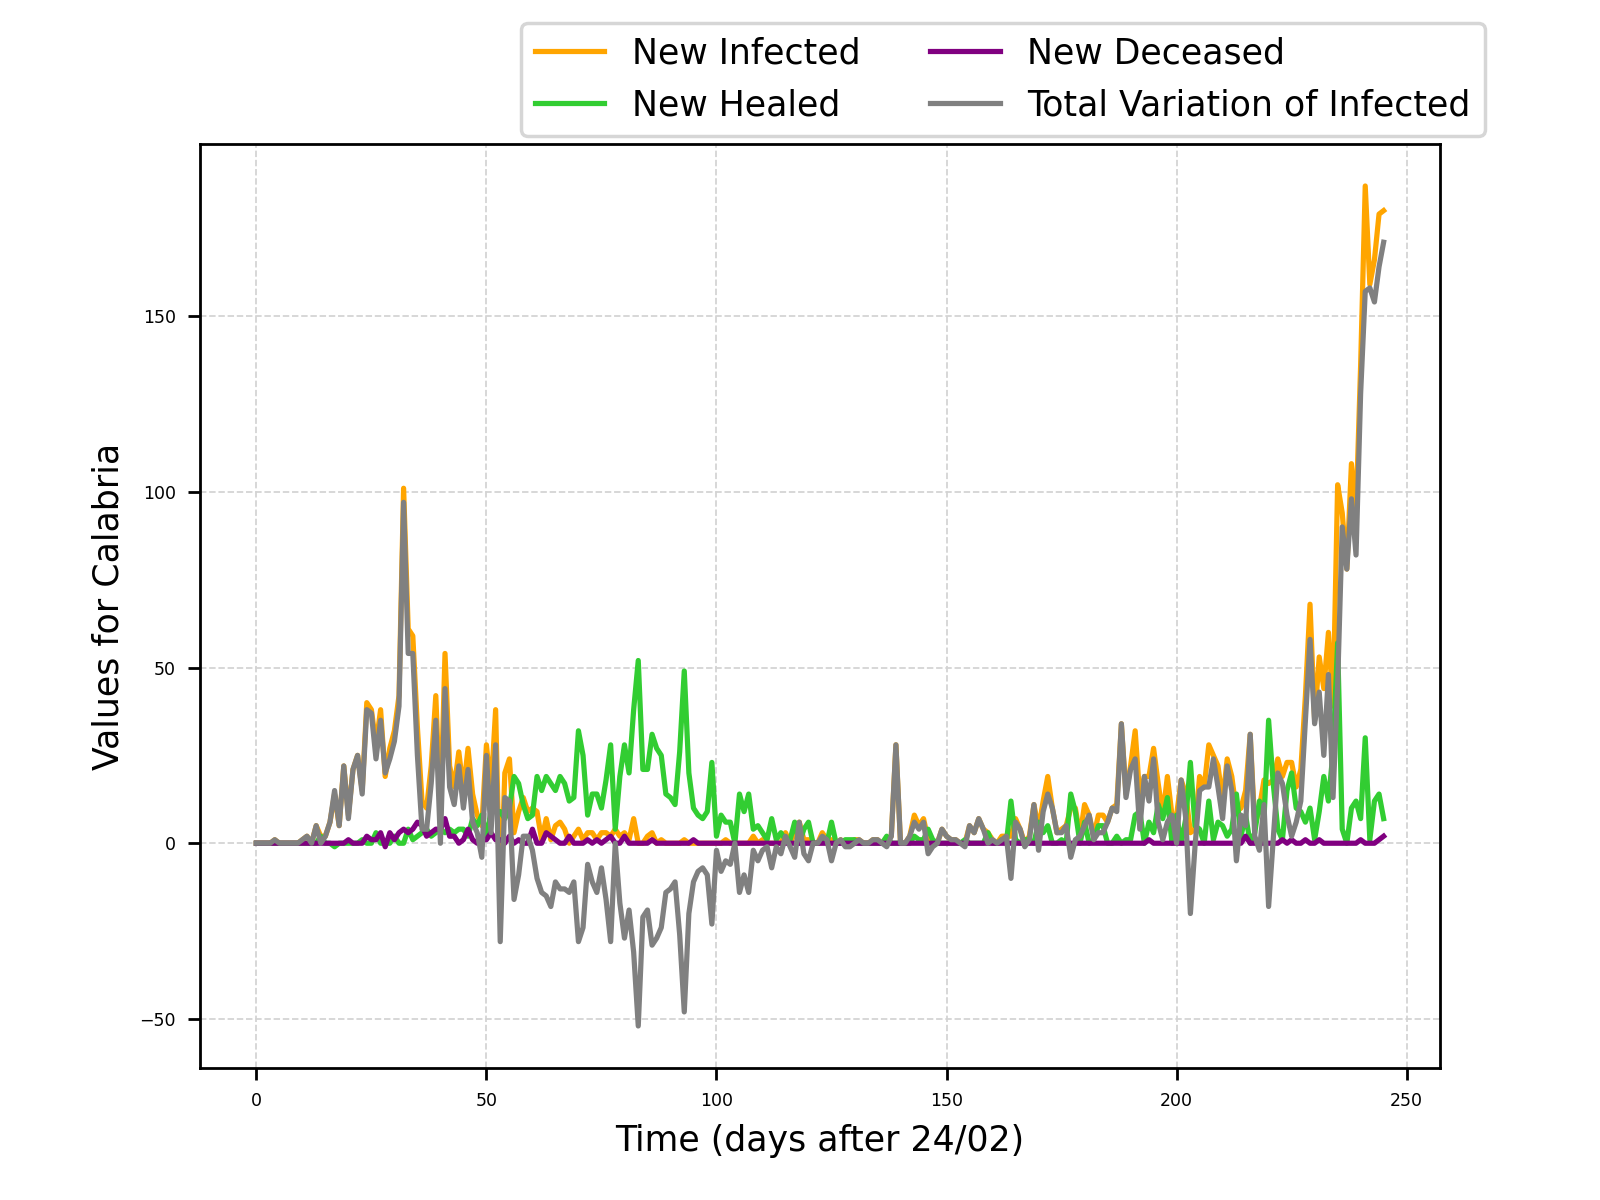 New Infected
New Healed
New Deceased
Total Variation of Infected
Values for Calabria
150
100
50
0
−50
0 50 100 150 200 250
Time (days after 24/02)